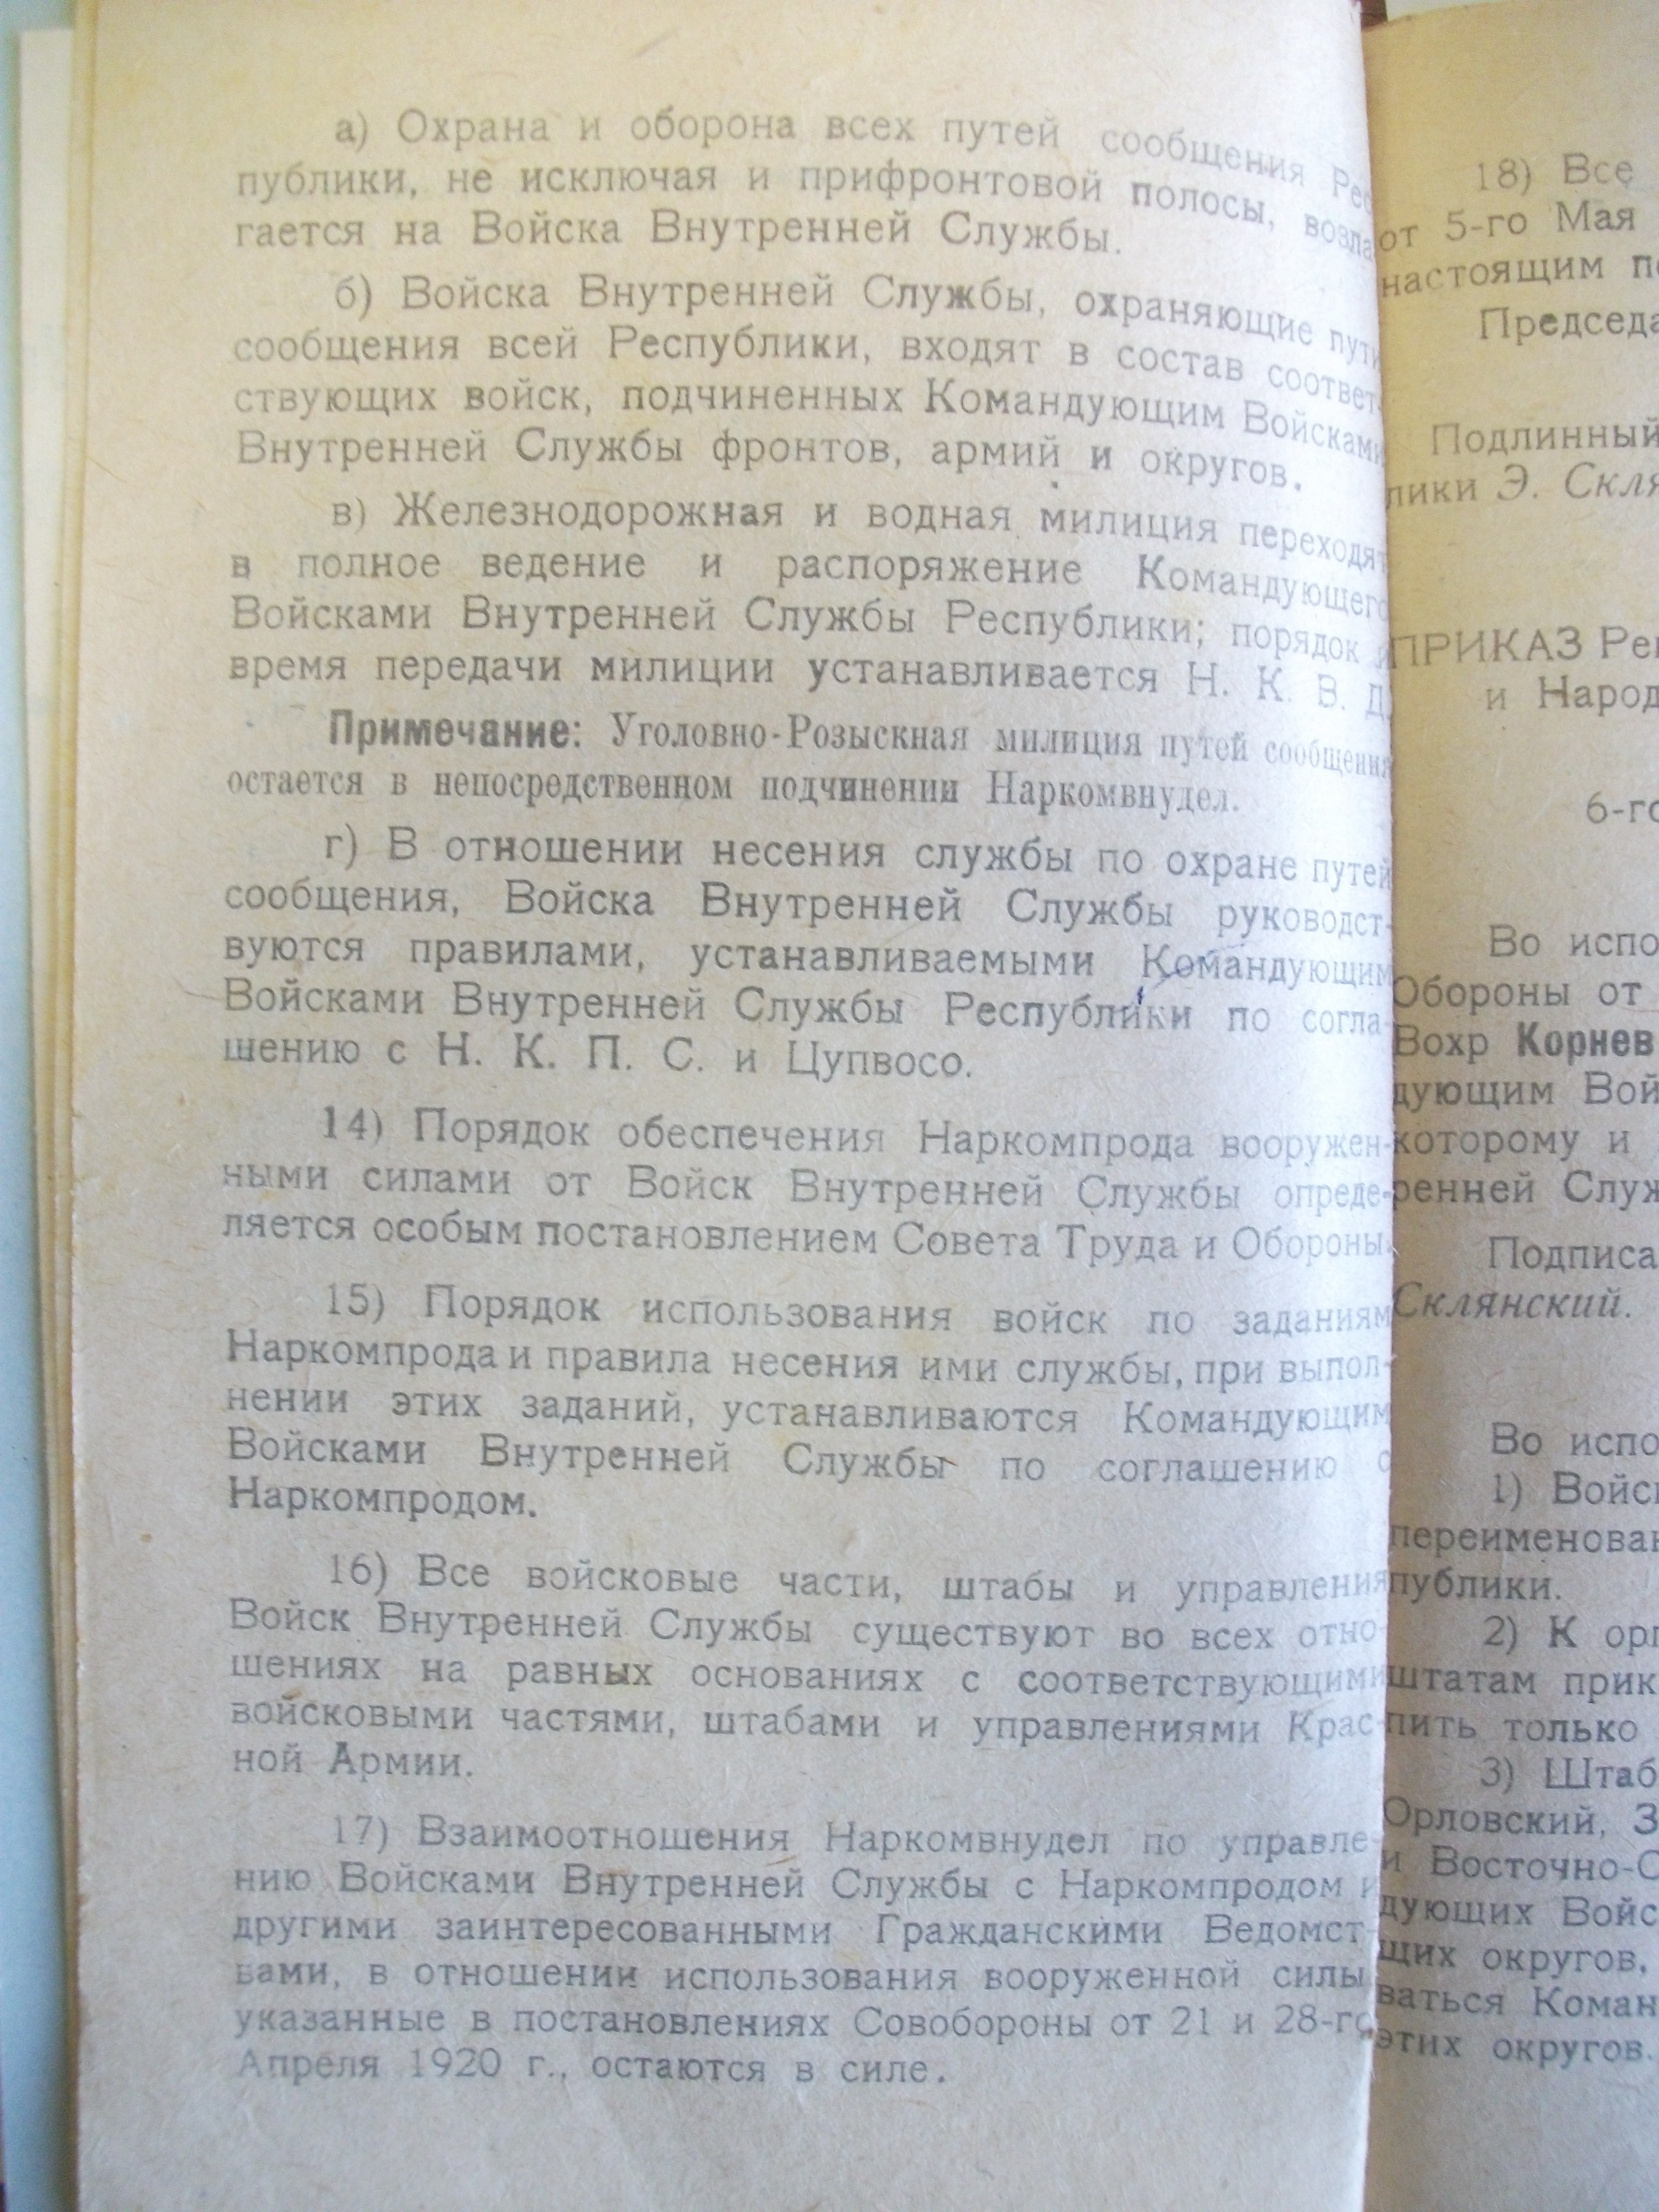 а) Охрана и оборона всех путей сообщения Рес
публики, не исключая и прифронтовой полосы, возла
гается на Войска Внутренней Службы.
б) Войска Внутренней Службы, охраняющие пути
сообщения всей Республики, входят в состав соответ-
ствующих войск, подчиненных Командующим Войсками
Внутренней Службы фронтов, армий и округов.
в) Железнодорожная и водная милиция переходят
в полное ведение и распоряжение Командующего
Войсками Внутренней Службы Республики; порядок и
время передачи милиции устанавливается Н. К. В. Д.
Примечание: Уголовно-Розыскная милиция путей сообщения
остается в непосредственном подчинении Наркомвнудел.
г) В отношении несения службы по охране путей
сообщения, Войска Внутренней Службы руководст-
вуются правилами, устанавливаемыми Командующим
Войсками Внутренней Службы Республики по согла-
шению с Н. К. П. С. и Цупвосо.
14) Порядок обеспечения Наркомпрода вооружен-
ными силами от Войск Внутренней Службы опреде-
ляется особым постановлением Совета Труда и Обороны.
15) Порядок использования войск по заданиям
Наркомпрода и правила несения ими службы, при выпол-
нении этих заданий, устанавливаются Командующим
Войсками Внутренней Службы по соглашению с
Наркомпродом.
16) Все войсковые части, штабы и управления
Войск Внутренней Службы существуют во всех отно-
шениях на равных основаниях с соответствующими
войсковыми частями, штабами и управлениями Крас-
ной Армии.
17) Взаимоотношения Наркомвнудел по управле-
нию Войсками Внутренней Службы с Наркомпродом и
другими заинтересованными Гражданскими Ведомст-
вами, в отношении использования вооруженной силы,
указанные в постановлениях Совобороны от 21 и 28-го
Апреля 1920 г., остаются в силе.
18) Все
от 5-го Мая
настоящим по
Председа
Подлинный
лики Э. Скля
ПРИКАЗ Рев
и Народ
6-го
Во испо
Обороны от
Вохр Корнев
дующим Вой
которому и
ренней Служ
Подписа
Склянский.
Во испо
1) Войск
переименован
публики.
2) К орг
штатам прик
пить только
3) Штаб
Орловский, З
и Восточно-С
дующих Войс
щих округов,
ваться Коман
этих округов.